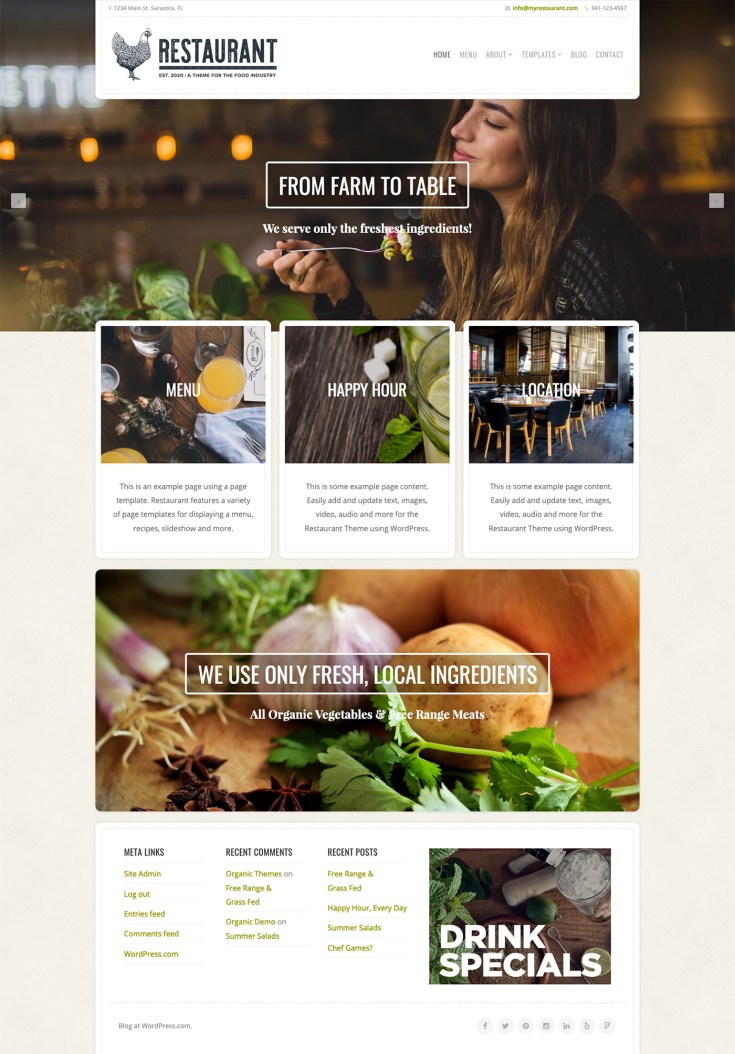 1234 Main St. Sarasota, FL
info@myrestaurant.com 941-123-4567
RESTAURANT
EST. 2020 | A THEME FOR THE FOOD INDUSTRY
HOME MENU ABOUT TEMPLATES BLOG CONTACT
FROM FARM TO TABLE
We serve only the freshest ingredients!
MENU
This is an example page using a page
template. Restaurant features a variety
of page templates for displaying a menu,
recipes, slideshow and more.
HAPPY HOUR
This is some example page content.
Easily add and update text, images,
video, audio and more for the
Restaurant Theme using WordPress.
LOCATION
This is some example page content.
Easily add and update text, images,
video, audio and more for the
Restaurant Theme using WordPress.
WE USE ONLY FRESH, LOCAL INGREDIENTS
All Organic Vegetables & Free Range Meats
META LINKS
Site Admin
Log out
Entries feed
Comments feed
WordPress.com
RECENT COMMENTS
Organic Themes on
Free Range &
Grass Fed
Organic Demo on
Summer Salads
RECENT POSTS
Free Range &
Grass Fed
Happy Hour, Every Day
Summer Salads
Chef Games?
DRINK
SPECIALS
Blog at WordPress.com.